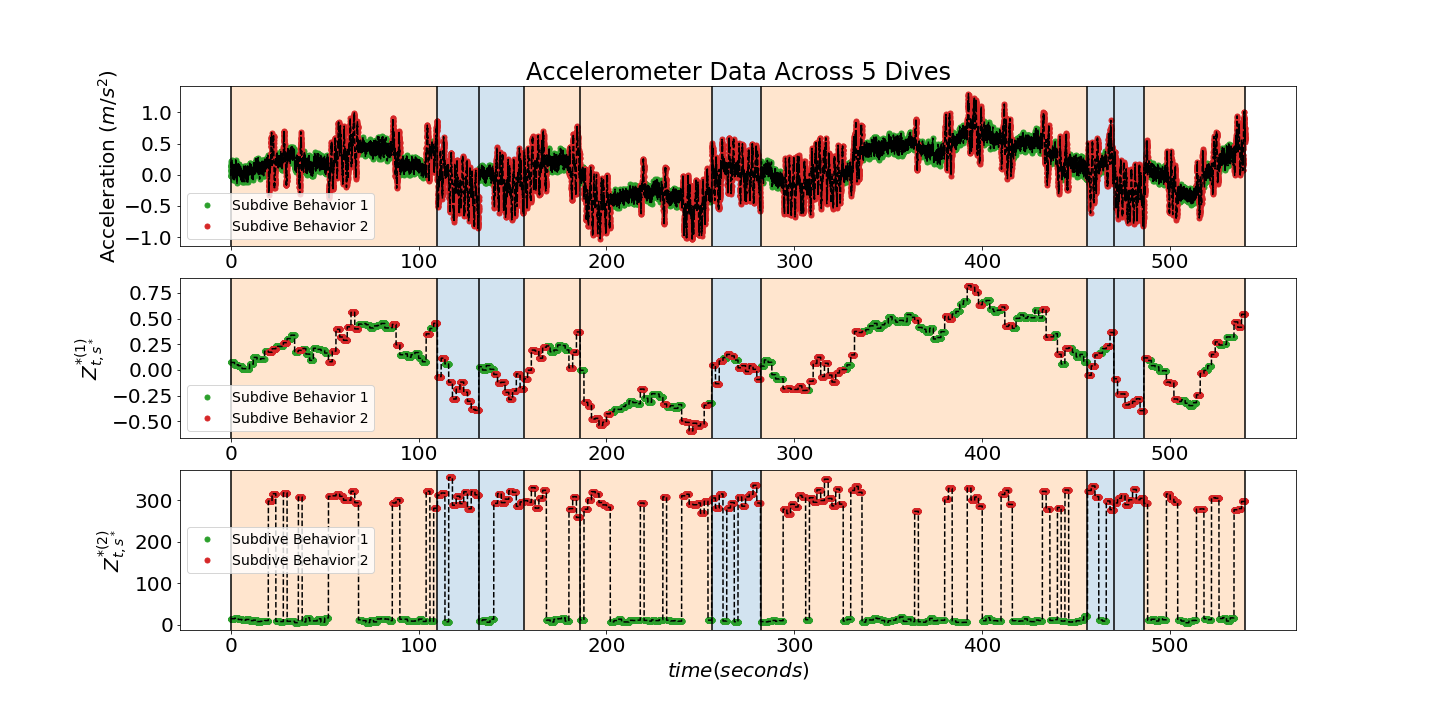 Accelerometer Data Across 5 Dives
Acceleration (m/s²)
1.0
0.5
0.0
−0.5
−1.0
Subdive Behavior 1
Subdive Behavior 2
0 100 200 300 400 500
Z*(1)t,s*
0.75
0.50
0.25
0.00
−0.25
−0.50
Subdive Behavior 1
Subdive Behavior 2
0 100 200 300 400 500
Z*(2)t,s*
300
200
100
0
Subdive Behavior 1
Subdive Behavior 2
0 100 200 300 400 500
time(seconds)